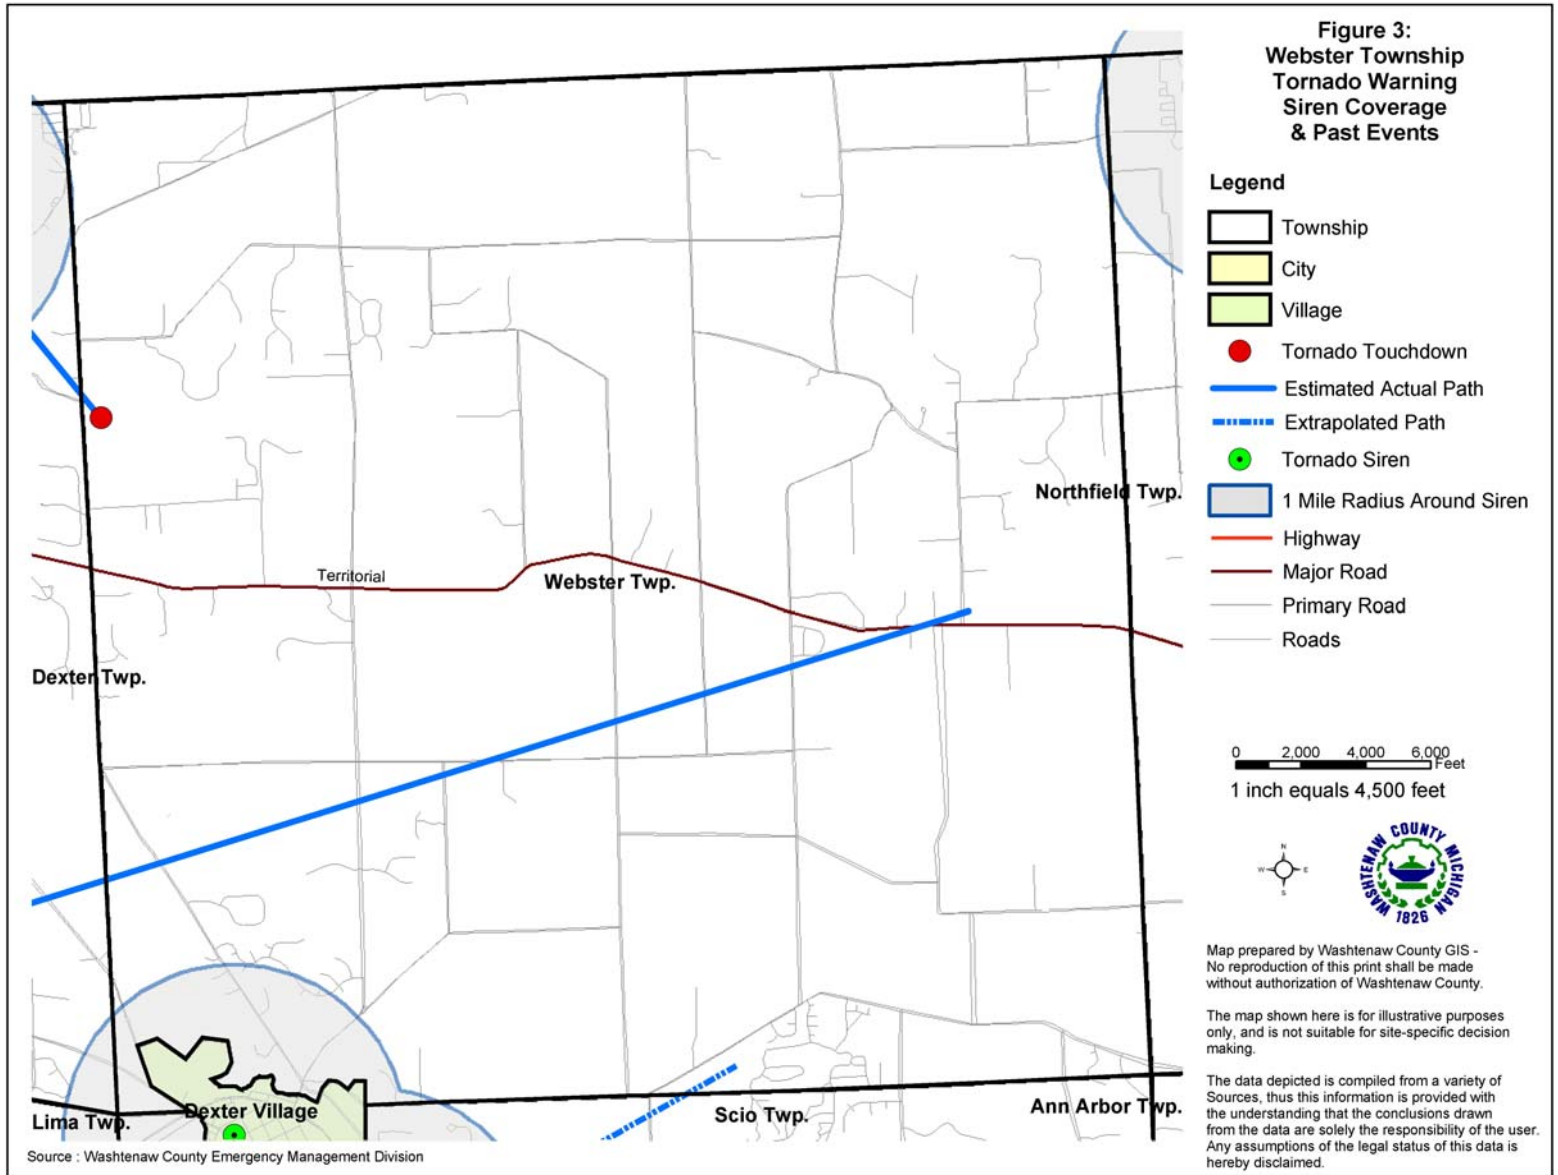 Figure 3:
Webster Township
Tornado Warning
Siren Coverage
& Past Events
Legend
Township
City
Village
Tornado Touchdown
Estimated Actual Path
Extrapolated Path
Tornado Siren
1 Mile Radius Around Siren
Highway
Major Road
Primary Road
Roads
Northfield Twp.
Territorial
Webster Twp.
Dexter Twp.
Dexter Village
Lima Twp.
Scio Twp.
Ann Arbor Twp.
0 2,000 4,000 6,000
Feet
1 inch equals 4,500 feet
N
W E
S
WASHTENAW COUNTY MICHIGAN
1826
Map prepared by Washtenaw County GIS -
No reproduction of this print shall be made
without authorization of Washtenaw County.
The map shown here is for illustrative purposes
only, and is not suitable for site-specific decision
making.
The data depicted is compiled from a variety of
Sources, thus this information is provided with
the understanding that the conclusions drawn
from the data are solely the responsibility of the user.
Any assumptions of the legal status of this data is
hereby disclaimed.
Source : Washtenaw County Emergency Management Division